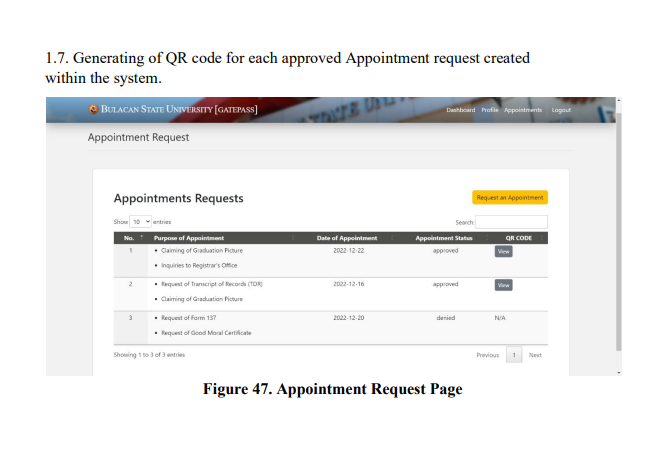 1.7. Generating of QR code for each approved Appointment request created
within the system.
BULACAN STATE UNIVERSITY [GATEPASS]
Dashboard Profile Appointments Logout
Appointment Request
Appointments Requests
Request an Appointment
Show 10 entries
Search:
No. Purpose of Appointment Date of Appointment Appointment Status QR CODE
1 • Claiming of Graduation Picture 2022-12-22 approved View
• Inquiries to Registrar's Office
2 • Request of Transcript of Records (TOR) 2022-12-16 approved View
• Claiming of Graduation Picture
3 • Request of Form 137 2022-12-20 denied N/A
• Request of Good Moral Certificate
Showing 1 to 3 of 3 entries
Previous 1 Next
Figure 47. Appointment Request Page